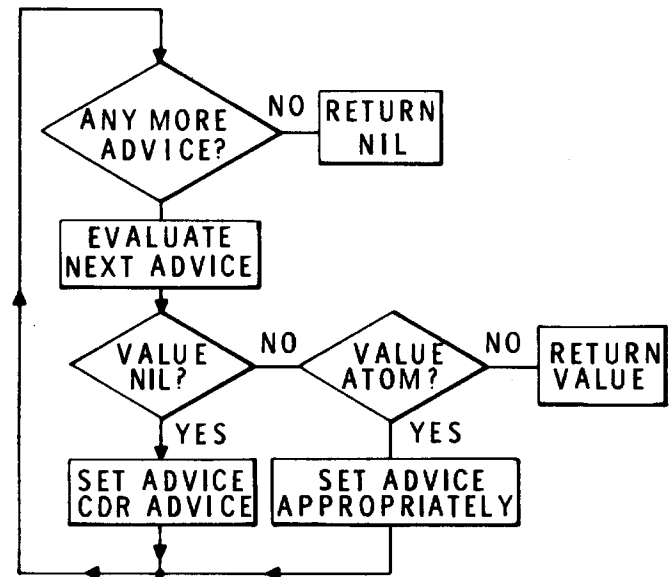 ANY MORE
ADVICE?
NO
RETURN
NIL
EVALUATE
NEXT ADVICE
VALUE
NIL?
NO
VALUE
ATOM?
NO
RETURN
VALUE
YES
YES
SET ADVICE
CDR ADVICE
SET ADVICE
APPROPRIATELY